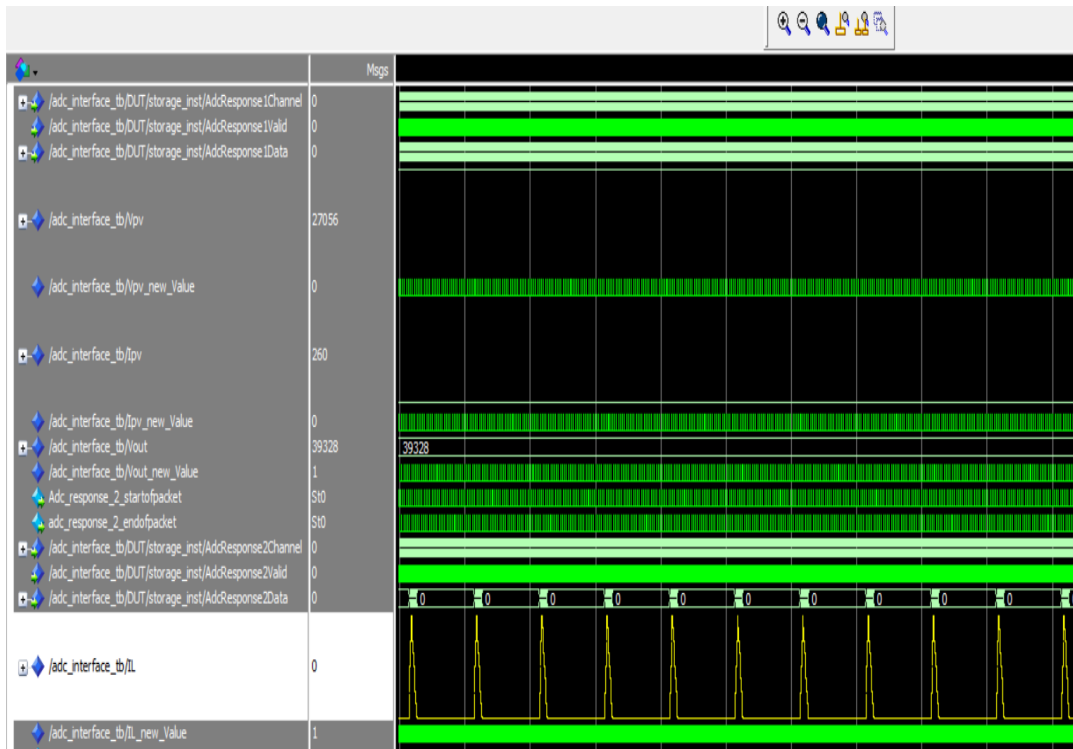 Msgs
/adc_interface_tb/DUT/storage_inst/AdcResponse1Channel 0
/adc_interface_tb/DUT/storage_inst/AdcResponse1Valid 0
/adc_interface_tb/DUT/storage_inst/AdcResponse1Data 0
/adc_interface_tb/Vpv 27056
/adc_interface_tb/Vpv_new_Value 0
/adc_interface_tb/Ipv 260
/adc_interface_tb/Ipv_new_Value 0
/adc_interface_tb/Vout 39328 39328
/adc_interface_tb/Vout_new_Value 1
Adc_response_2_startofpacket St0
adc_response_2_endofpacket St0
/adc_interface_tb/DUT/storage_inst/AdcResponse2Channel 0
/adc_interface_tb/DUT/storage_inst/AdcResponse2Valid 0
/adc_interface_tb/DUT/storage_inst/AdcResponse2Data 0 0 0 0 0 0 0 0 0 0 0
/adc_interface_tb/IL 0
/adc_interface_tb/IL_new_Value 1